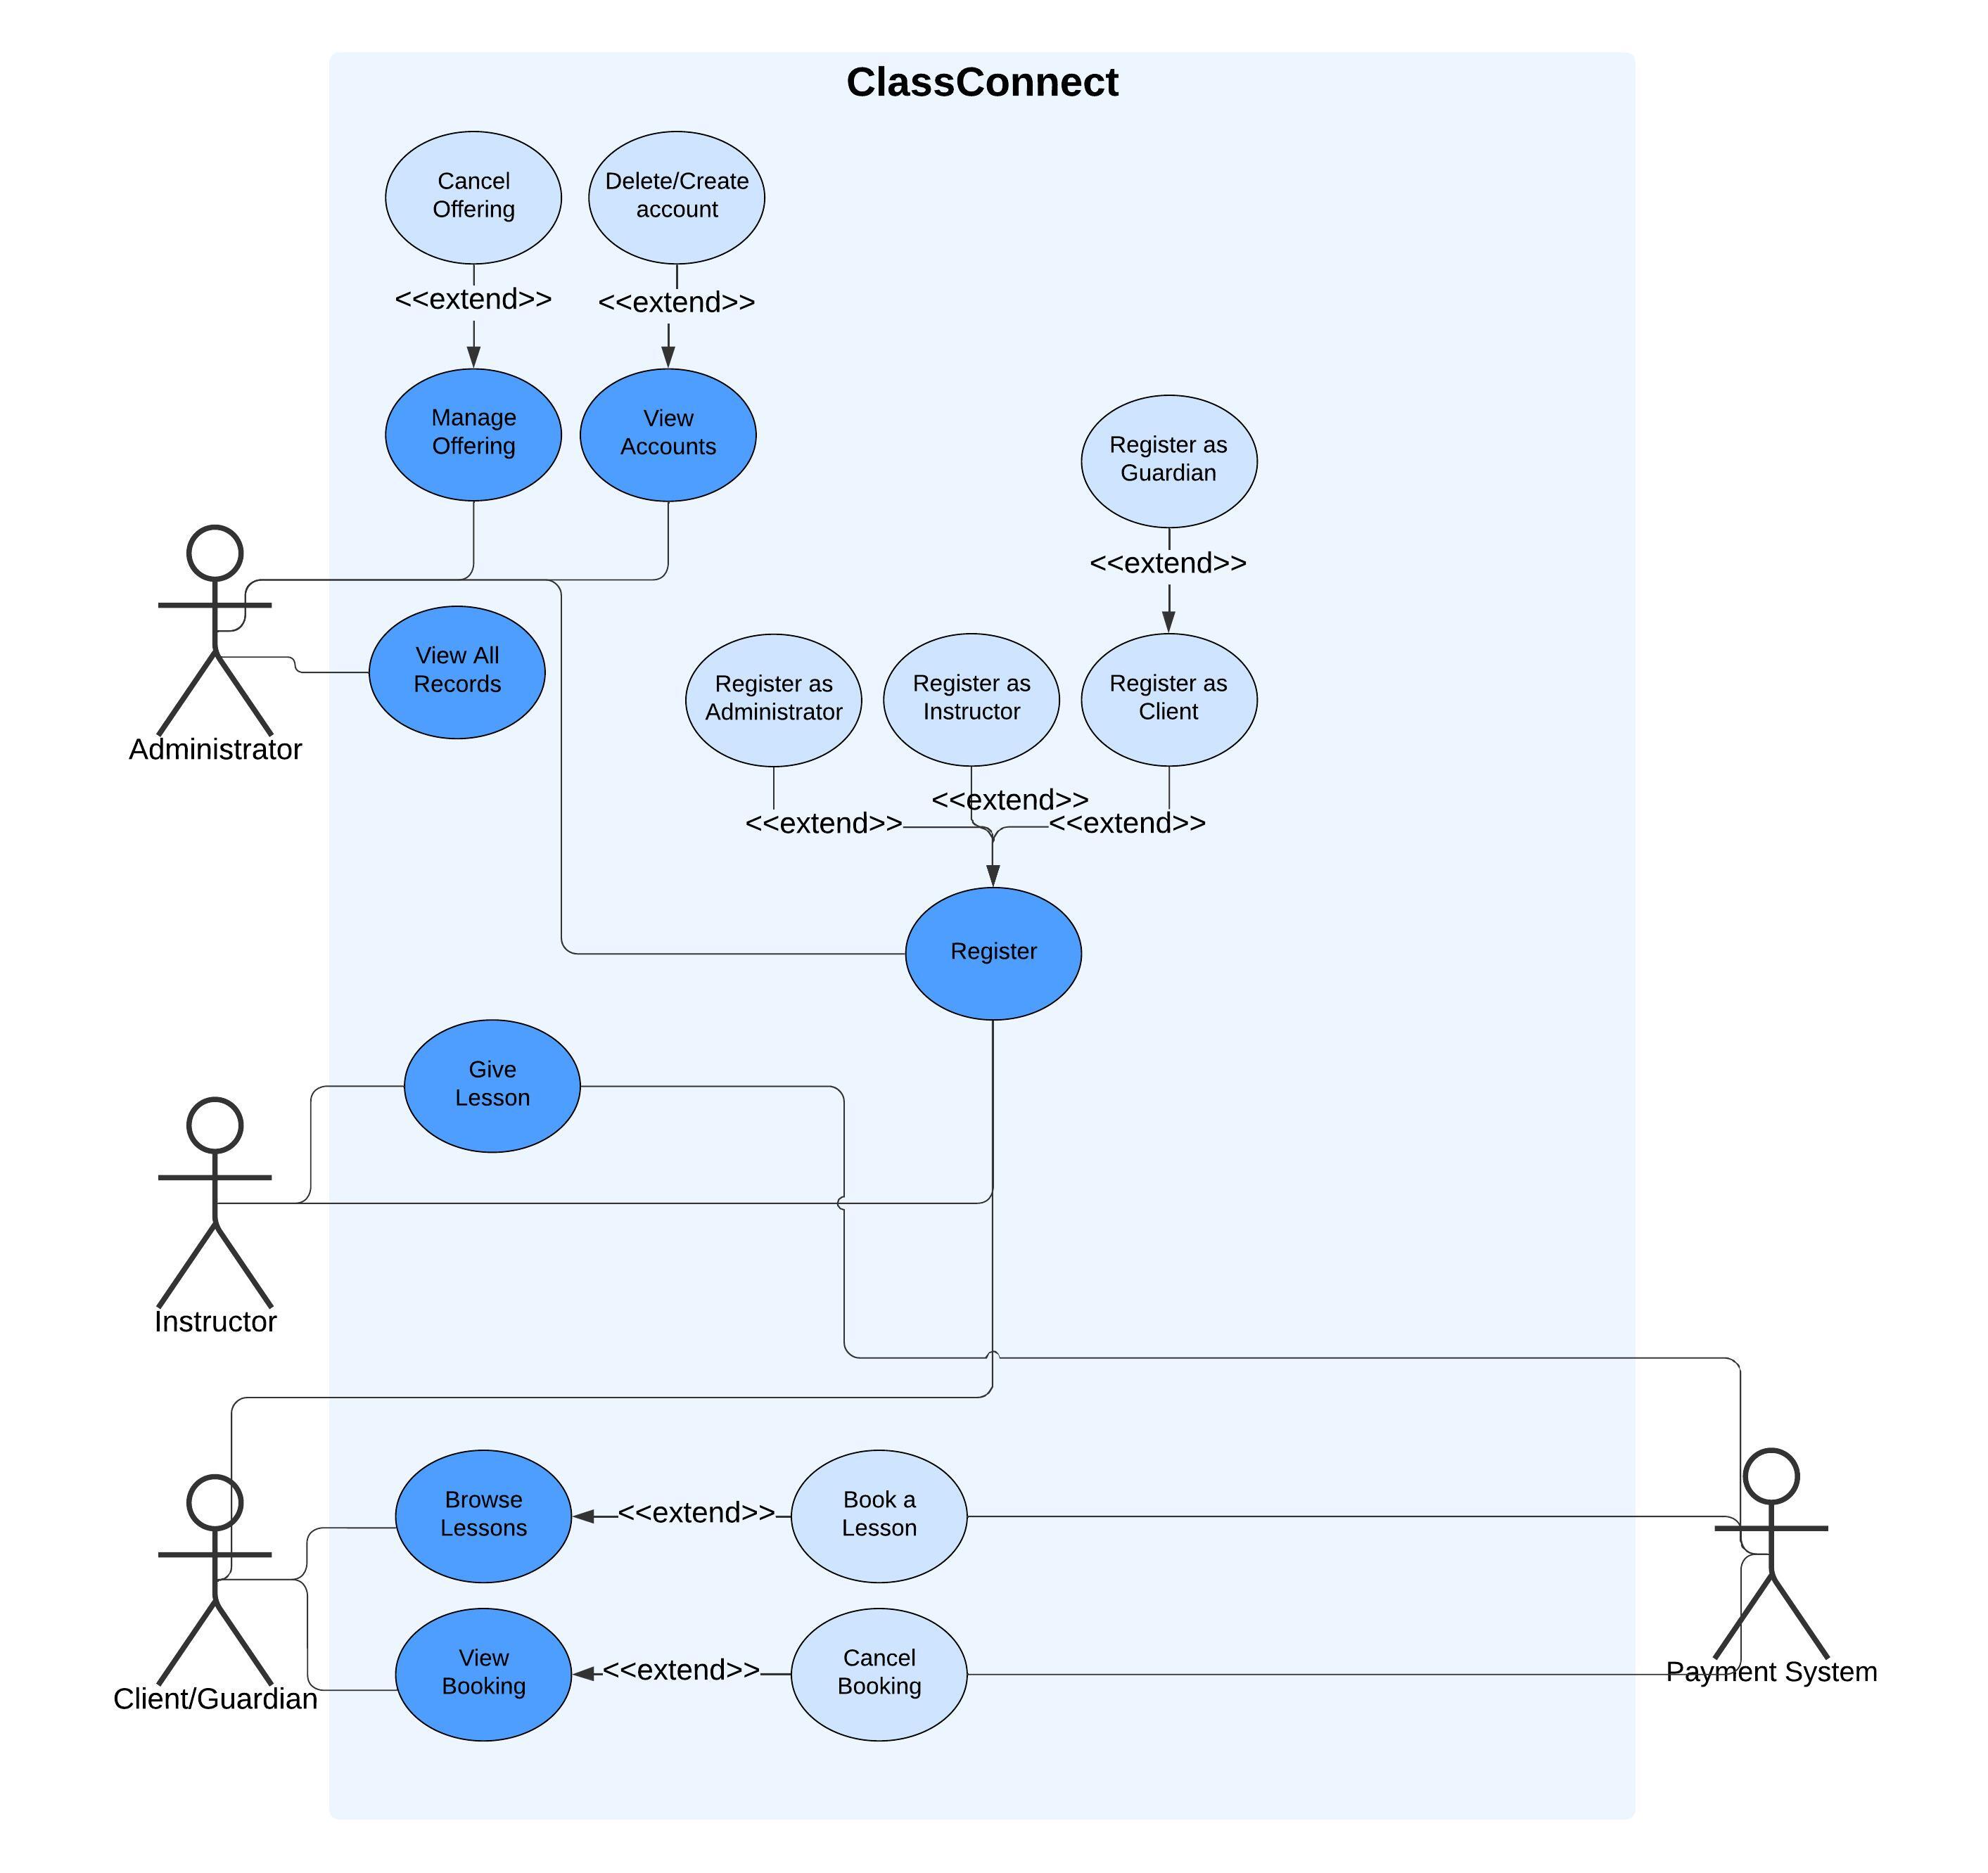 ClassConnect
Cancel
Offering
Delete/Create
account
<<extend>>
<<extend>>
Manage
Offering
View
Accounts
Register as
Guardian
<<extend>>
View All
Records
Register as
Administrator
Register as
Instructor
Register as
Client
Administrator
<<extend>>
<<extend>>
<<extend>>
Register
Give
Lesson
Instructor
Browse
Lessons
<<extend>>
Book a
Lesson
View
Booking
<<extend>>
Cancel
Booking
Client/Guardian
Payment System